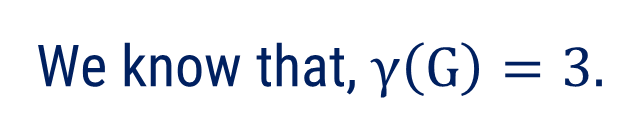 We know that, γ(G) = 3.